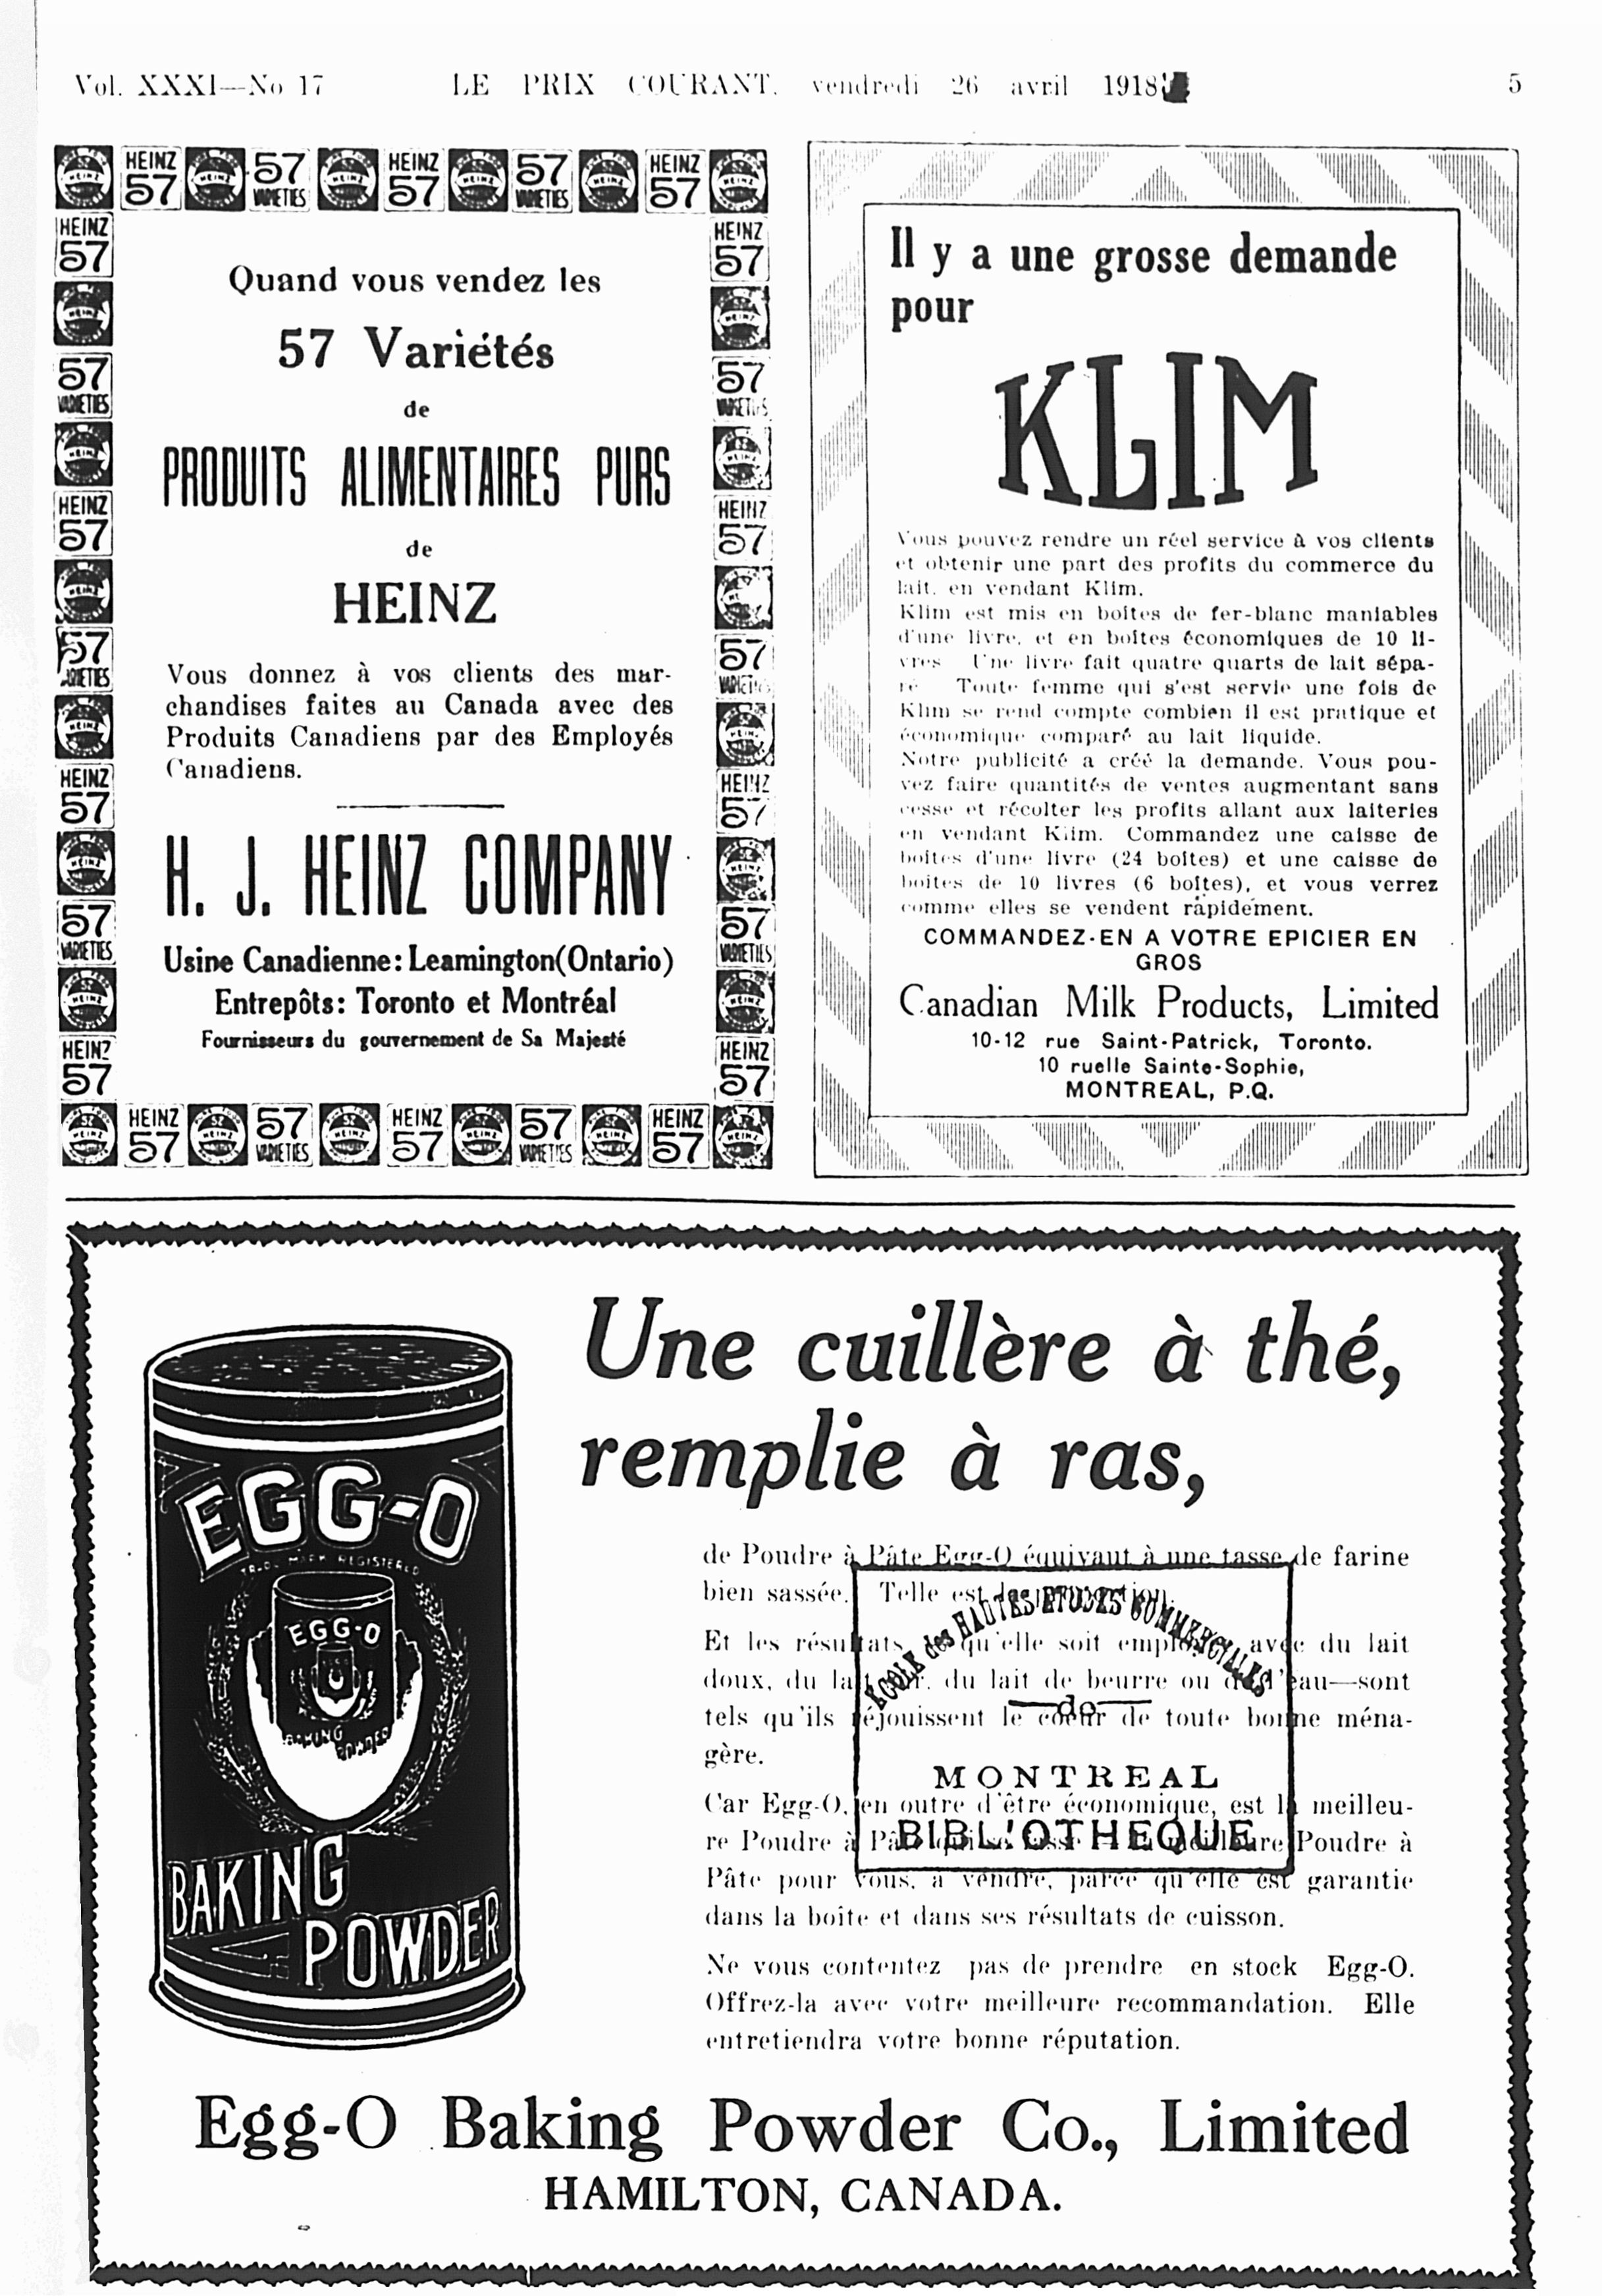 Vol. XXXI—No 17 LE PRIX COURANT, vendredi 26 avril 1918 5
HEINZ 57 57 VARIETIES HEINZ 57 57 VARIETIES HEINZ 57
Quand vous vendez les
57 Variétés
de
PRODUITS ALIMENTAIRES PURS
de
HEINZ
Vous donnez à vos clients des mar-
chandises faites au Canada avec des
Produits Canadiens par des Employés
Canadiens.
H. J. HEINZ COMPANY
Usine Canadienne: Leamington (Ontario)
Entrepôts: Toronto et Montréal
Fournisseurs du gouvernement de Sa Majesté
HEINZ 57 57 VARIETIES HEINZ 57 57 VARIETIES HEINZ 57
Il y a une grosse demande
pour
KLIM
Vous pouvez rendre un réel service à vos clients
et obtenir une part des profits du commerce du
lait, en vendant Klim.
Klim est mis en boîtes de fer-blanc maniables
d'une livre, et en boîtes économiques de 10 li-
vres Une livre fait quatre quarts de lait sépa-
ré Toute femme qui s'est servie une fois de
Klim se rend compte combien il est pratique et
économique comparé au lait liquide.
Notre publicité a créé la demande. Vous pou-
vez faire quantités de ventes augmentant sans
cesse et récolter les profits allant aux laiteries
en vendant Klim. Commandez une caisse de
boîtes d'une livre (24 boîtes) et une caisse de
boîtes de 10 livres (6 boîtes), et vous verrez
comme elles se vendent rapidement.
COMMANDEZ-EN A VOTRE EPICIER EN
GROS
Canadian Milk Products, Limited
10-12 rue Saint-Patrick, Toronto.
10 ruelle Sainte-Sophie,
MONTREAL, P.Q.
Une cuillère à thé,
remplie à ras,
EGG-O
TRADE MARK REGISTERED
EGG-O
BAKING POWDER
BAKING
POWDER
de Poudre à Pâte Egg-O équivaut à une tasse de farine
bien sassée. Telle est la proportion.
Et les résultats qu'elle soit employée avec du lait
doux, du lait sur, du lait de beurre ou de l'eau—sont
tels qu'ils réjouissent le coeur de toute bonne ména-
gère.
Car Egg-O, en outre d'être économique, est la meilleu-
re Poudre à Pâte qui se fasse meilleure Poudre à
Pâte pour vous, à vendre, parce qu'elle est garantie
dans la boîte et dans ses résultats de cuisson.
Ne vous contentez pas de prendre en stock Egg-O.
Offrez-la avec votre meilleure recommandation. Elle
entretiendra votre bonne réputation.
ÉCOLE des HAUTES ETUDES COMMERCIALES
—de—
MONTREAL
BIBLIOTHEQUE
Egg-O Baking Powder Co., Limited
HAMILTON, CANADA.